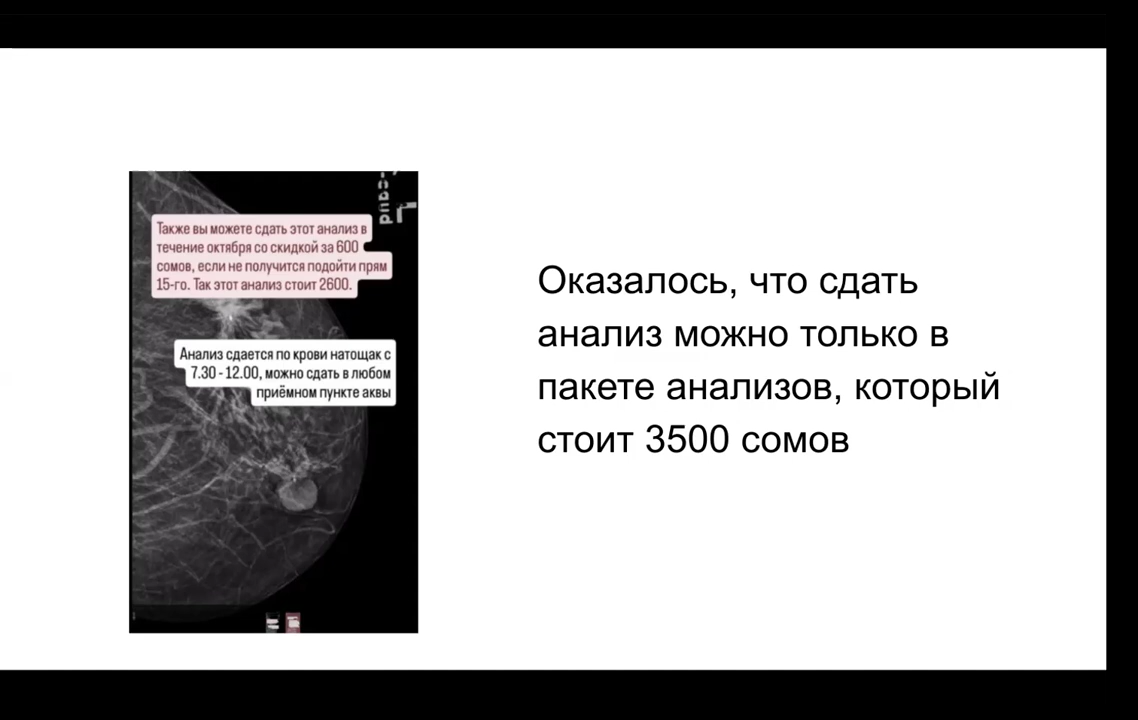 Также вы можете сдать этот анализ в
течение октября со скидкой за 600
сомов, если не получится подойти прям
15-го. Так этот анализ стоит 2600.
Анализ сдается по крови натощак с
7.30 - 12.00, можно сдать в любом
приёмном пункте аквы
Оказалось, что сдать
анализ можно только в
пакете анализов, который
стоит 3500 сомов